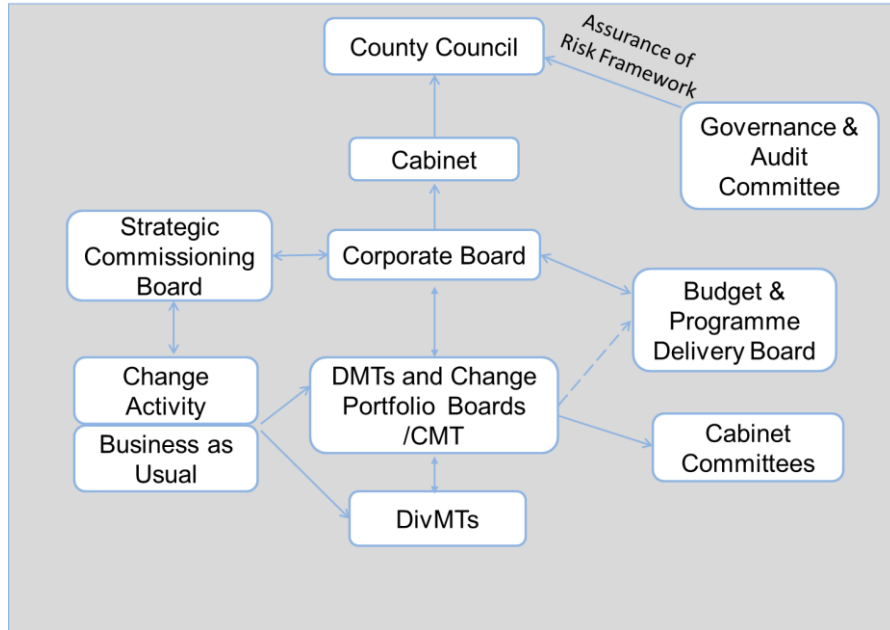 County Council
Assurance of
Risk Framework
Governance &
Audit
Committee
Cabinet
Strategic
Commissioning
Board
Corporate Board
Budget &
Programme
Delivery Board
Change
Activity
DMTs and Change
Portfolio Boards
/CMT
Business as
Usual
Cabinet
Committees
DivMTs